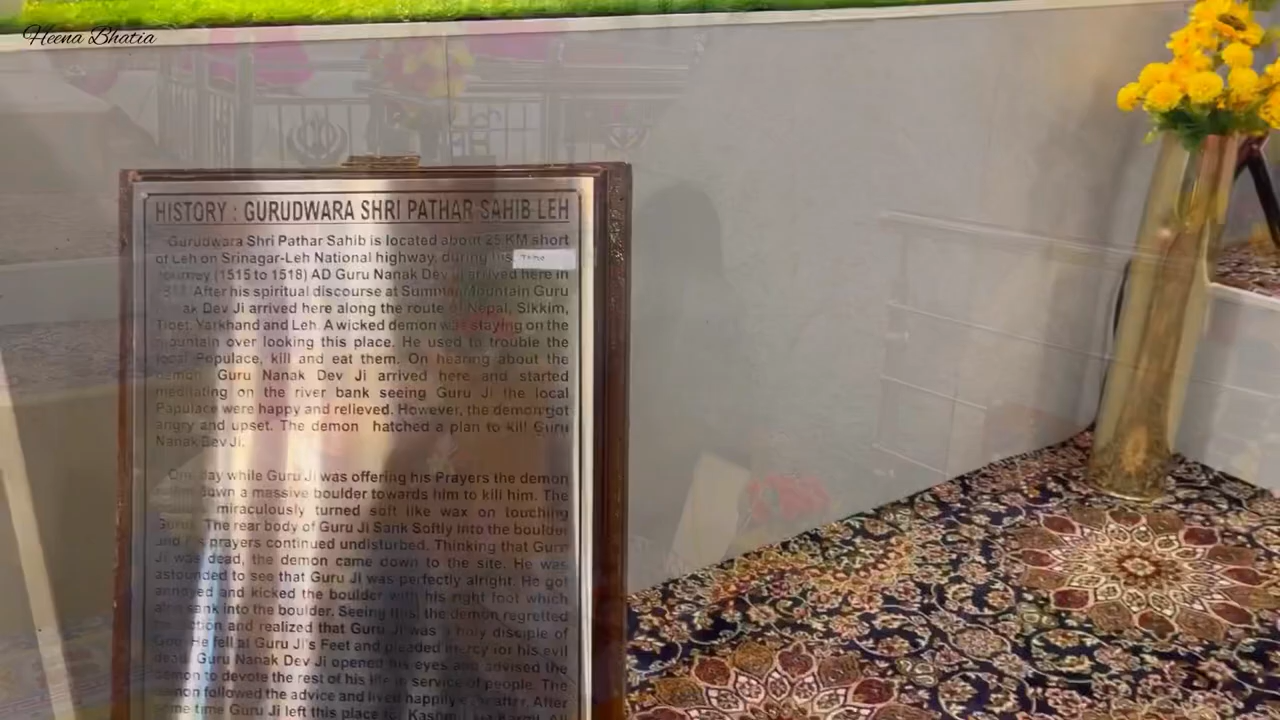 Heena Bhatia
HISTORY : GURUDWARA SHRI PATHAR SAHIB LEH
Gurudwara Shri Pathar Sahib is located about 25 KM short
of Leh on Srinagar-Leh National highway, during his
Journey (1515 to 1518) AD Guru Nanak Dev Ji arrived here in
After his spiritual discourse at Mountain Guru
Dev Ji arrived here along the route of Nepal, Sikkim,
Tibet, Yarkhand and Leh. A wicked demon was staying on the
mountain over looking this place. He used to trouble the
local Populace, kill and eat them. On hearing about the
demon Guru Nanak Dev Ji arrived here and started
meditating on the river bank seeing Guru Ji the local
Populace were happy and relieved. However, the demon got
angry and upset. The demon hatched a plan to kill Guru
Nanak Dev Ji.
One day while Guru Ji was offering his Prayers the demon
down a massive boulder towards him to kill him. The
miraculously turned soft like wax on touching
Guruji. The rear body of Guru Ji Sank Softly into the boulder
and his prayers continued undisturbed. Thinking that Guru
Ji was dead, the demon came down to the site. He was
astounded to see that Guru Ji was perfectly alright. He got
annoyed and kicked the boulder with his right foot which
also sank into the boulder. Seeing this, the demon regretted
action and realized that Guru Ji was a holy disciple of
God. He fell at Guru Ji's Feet and pleaded mercy for his evil
dead. Guru Nanak Dev Ji opened his eyes and advised the
demon to devote the rest of his life in service of people. The
demon followed the advice and lived happily After
some time Guru Ji left this place